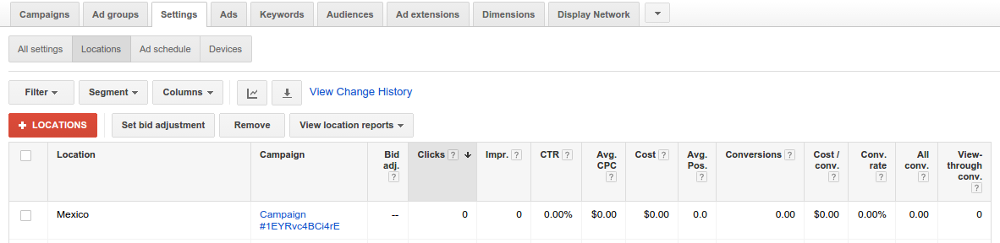 Campaigns Ad groups Settings Ads Keywords Audiences Ad extensions Dimensions Display Network
All settings Locations Ad schedule Devices
Filter Segment Columns View Change History
+ LOCATIONS Set bid adjustment Remove View location reports
Location Campaign Bid adj. ? Clicks ? Impr. ? CTR ? Avg. CPC ? Cost ? Avg. Pos. ? Conversions ? Cost / conv. ? Conv. rate ? All conv. ? View-through conv. ?
Mexico Campaign #1EYRvc4BCi4rE -- 0 0 0.00% $0.00 $0.00 0.0 0.00 $0.00 0.00% 0.00 0